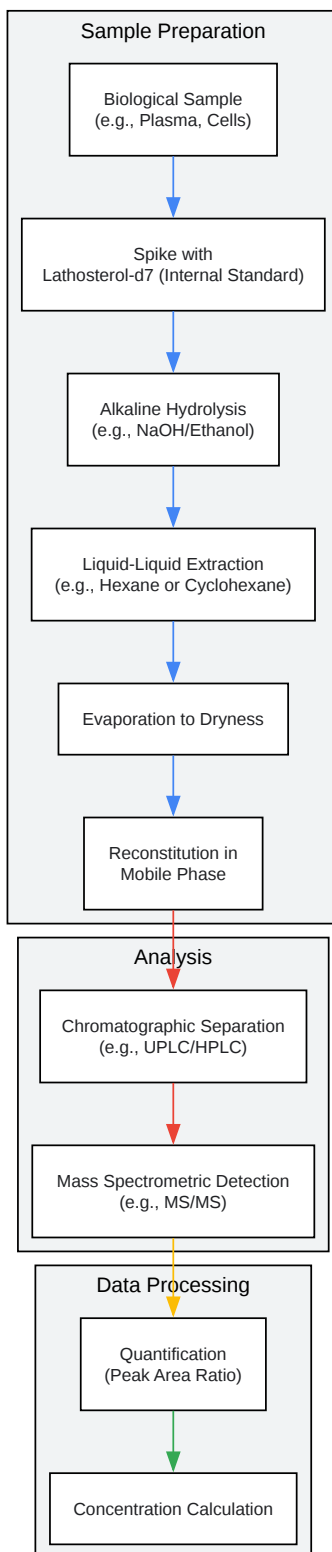 Sample Preparation
Biological Sample
(e.g., Plasma, Cells)
Spike with
Lathosterol-d7 (Internal Standard)
Alkaline Hydrolysis
(e.g., NaOH/Ethanol)
Liquid-Liquid Extraction
(e.g., Hexane or Cyclohexane)
Evaporation to Dryness
Reconstitution in
Mobile Phase
Analysis
Chromatographic Separation
(e.g., UPLC/HPLC)
Mass Spectrometric Detection
(e.g., MS/MS)
Data Processing
Quantification
(Peak Area Ratio)
Concentration Calculation